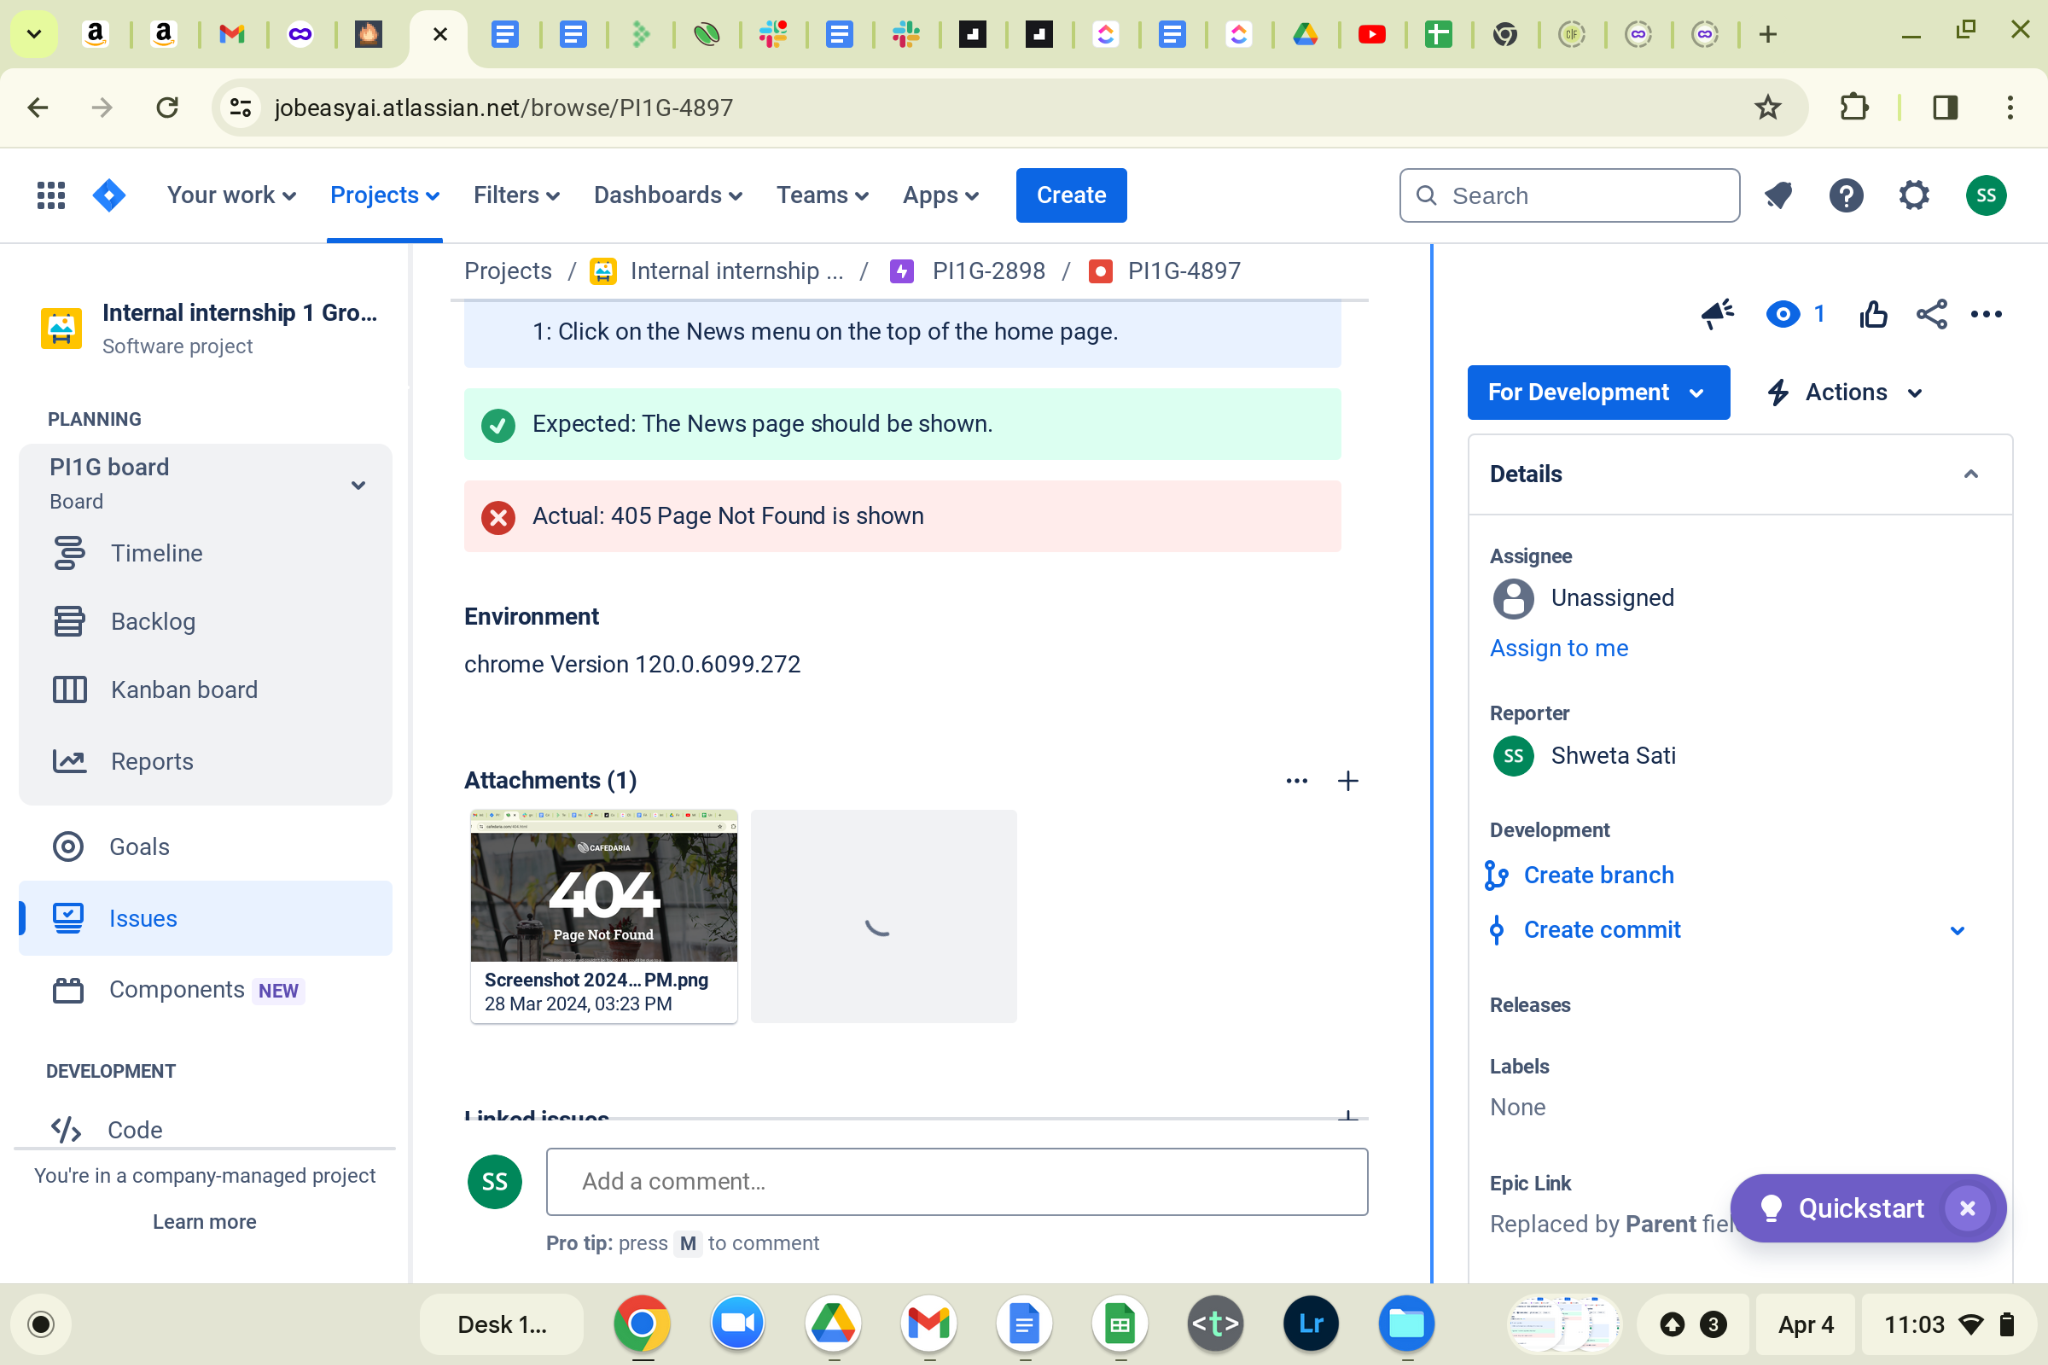 jobeasyai.atlassian.net/browse/PI1G-4897
Your work
Projects
Filters
Dashboards
Teams
Apps
Create
Search
SS
Internal internship 1 Gro...
Software project
PLANNING
PI1G board
Board
Timeline
Backlog
Kanban board
Reports
Goals
Issues
Components NEW
DEVELOPMENT
Code
You're in a company-managed project
Learn more
Projects / Internal internship ... / PI1G-2898 / PI1G-4897
1: Click on the News menu on the top of the home page.
Expected: The News page should be shown.
Actual: 405 Page Not Found is shown
Environment
chrome Version 120.0.6099.272
Attachments (1)
CAFEDARIA
404
Page Not Found
Screenshot 2024...PM.png
28 Mar 2024, 03:23 PM
Linked issues
SS
Add a comment...
Pro tip: press M to comment
1
For Development
Actions
Details
Assignee
Unassigned
Assign to me
Reporter
SS
Shweta Sati
Development
Create branch
Create commit
Releases
Labels
None
Epic Link
Replaced by Parent fiel
Quickstart
Desk 1...
<t>
Lr
3
Apr 4
11:03